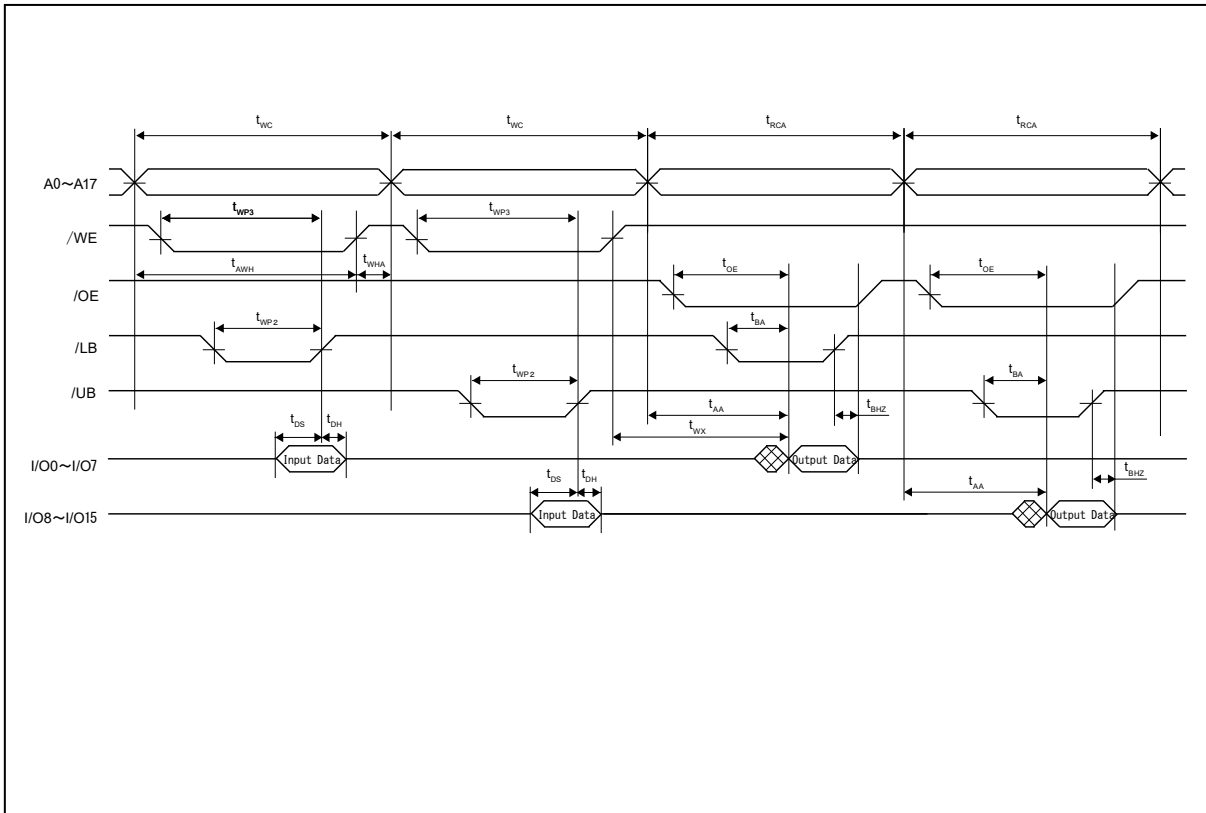 tWC tWC tRCA tRCA
A0～A17
tWP3 tWP3
/WE
tAWH tWHA tOE tOE
/OE
tWP2 tBA
/LB
tWP2 tBA
/UB
tAA tBHZ
tDS tDH tWX
I/O0～I/O7 Input Data Output Data
tDS tDH tAA tBHZ
I/O8～I/O15 Input Data Output Data